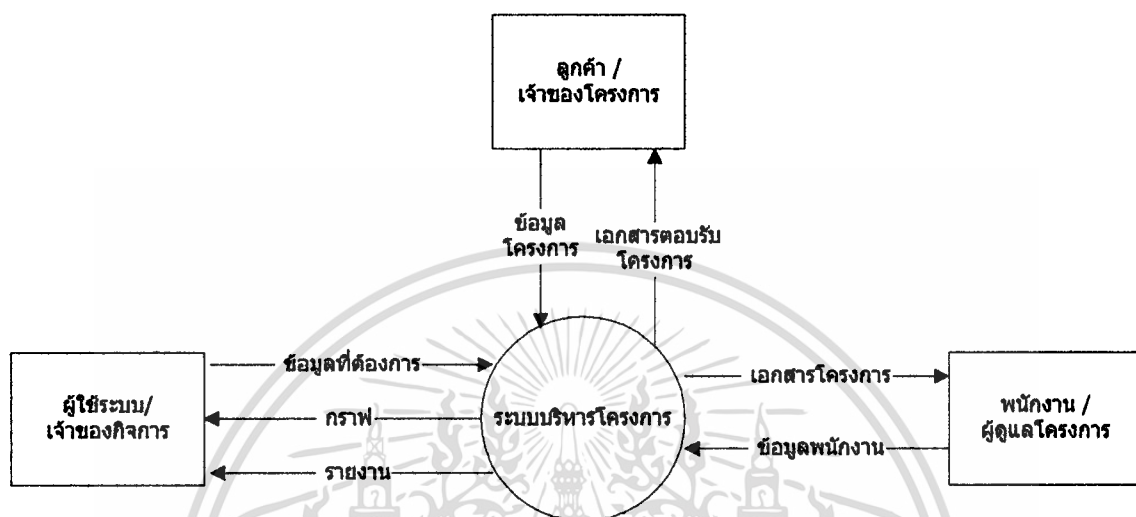 ลูกค้า /
เจ้าของโครงการ
ข้อมูล
โครงการ
เอกสารตอบรับ
โครงการ
ผู้ใช้ระบบ/
เจ้าของกิจการ
ข้อมูลที่ต้องการ
กราฟ
รายงาน
ระบบบริหารโครงการ
เอกสารโครงการ
ข้อมูลพนักงาน
พนักงาน /
ผู้ดูแลโครงการ